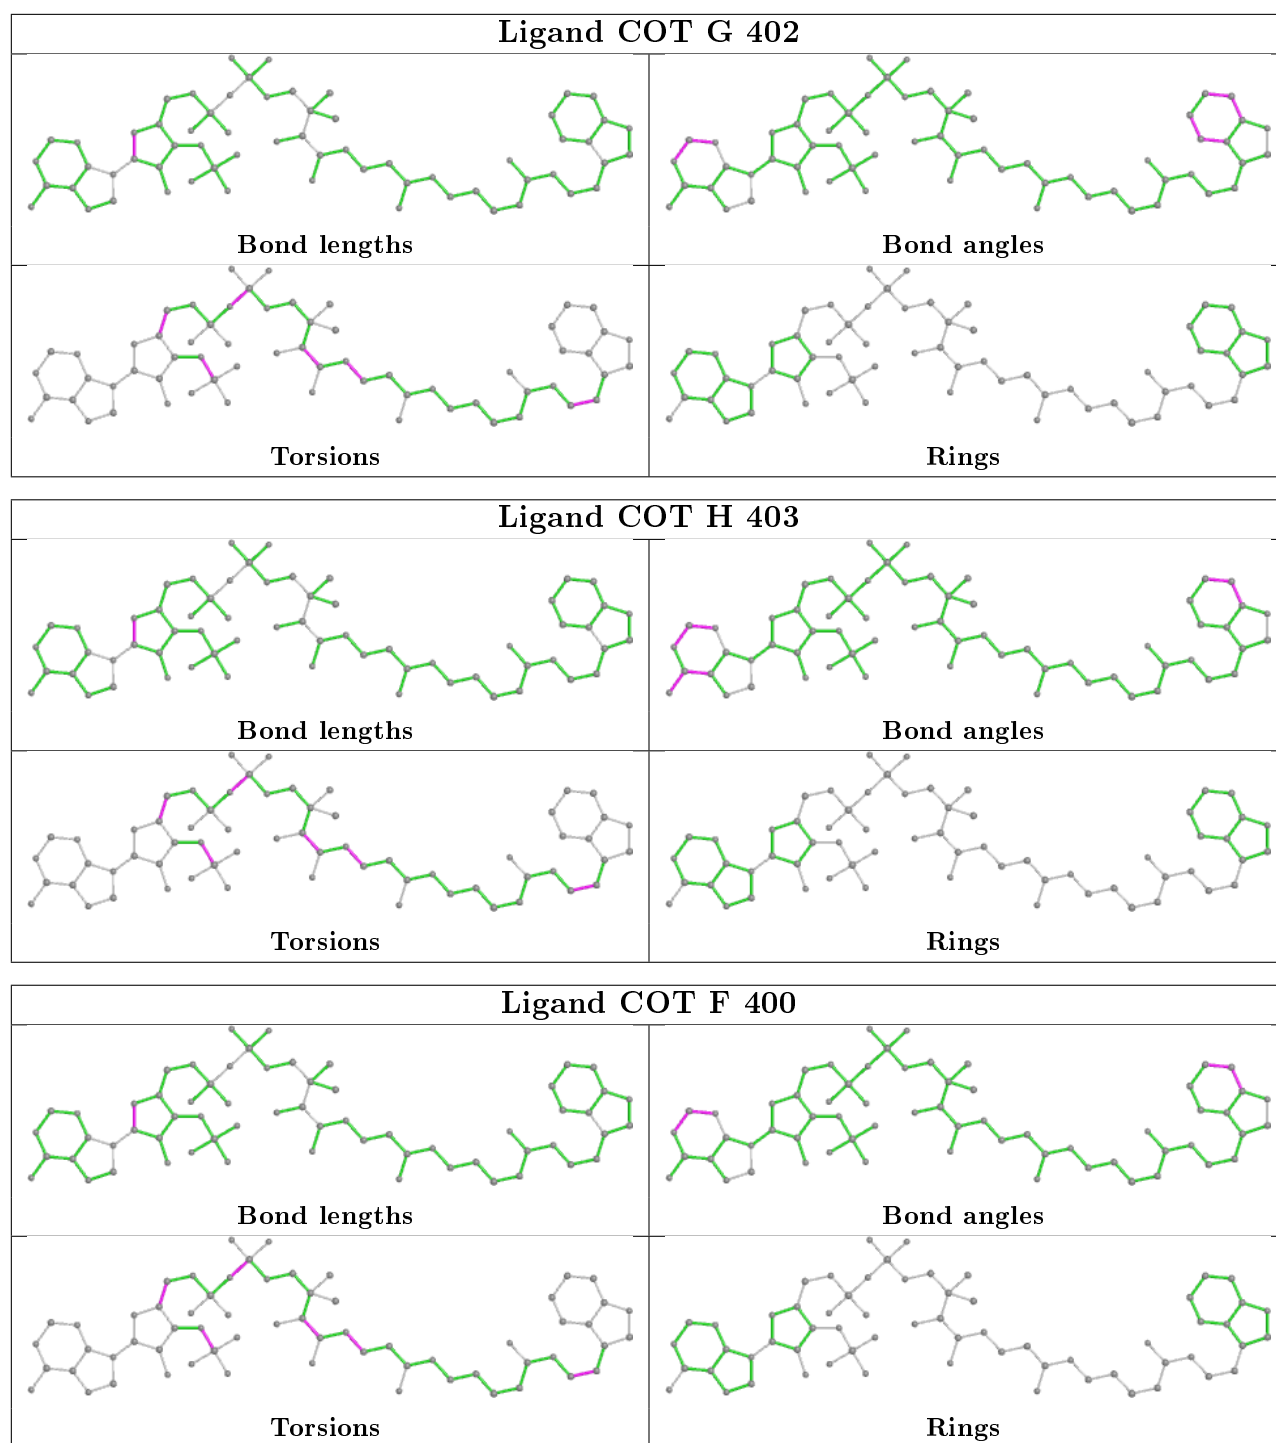 Ligand COT G 402
Bond lengths
Bond angles
Torsions
Rings
Ligand COT H 403
Bond lengths
Bond angles
Torsions
Rings
Ligand COT F 400
Bond lengths
Bond angles
Torsions
Rings